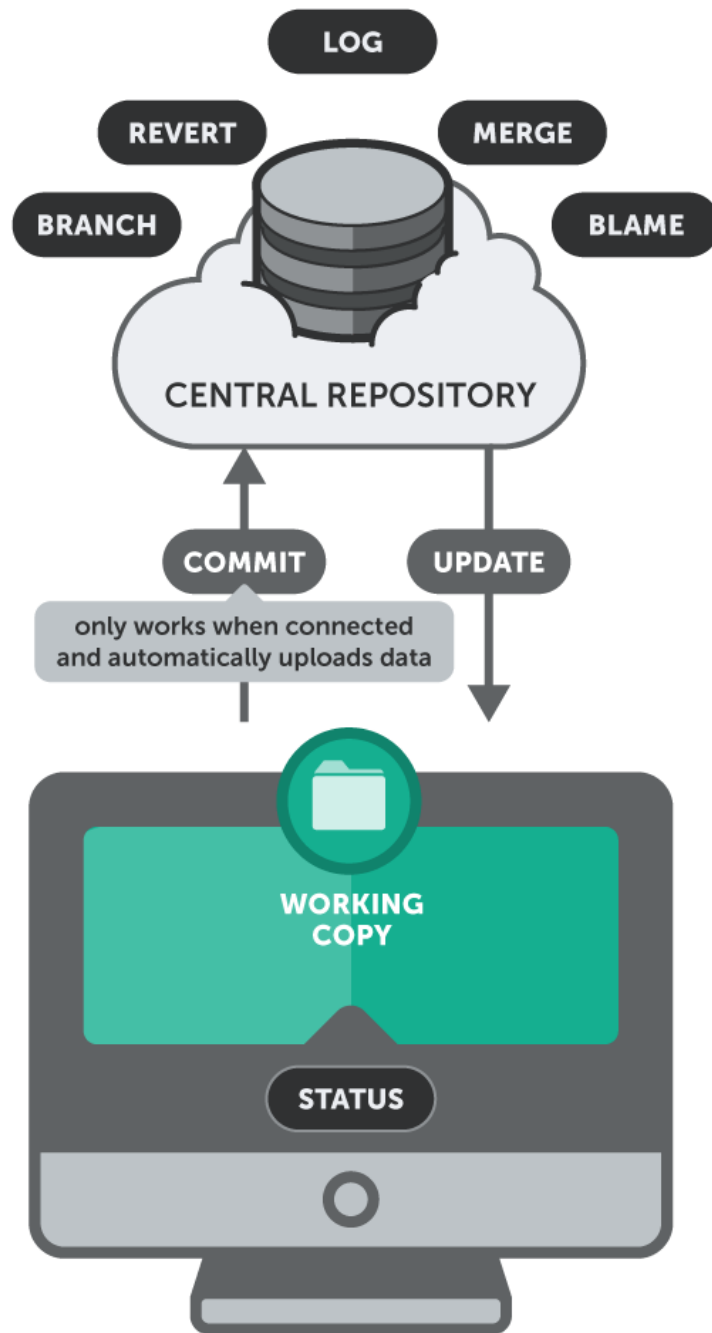 LOG
REVERT
MERGE
BRANCH
BLAME
CENTRAL REPOSITORY
COMMIT
UPDATE
only works when connected
and automatically uploads data
WORKING
COPY
STATUS